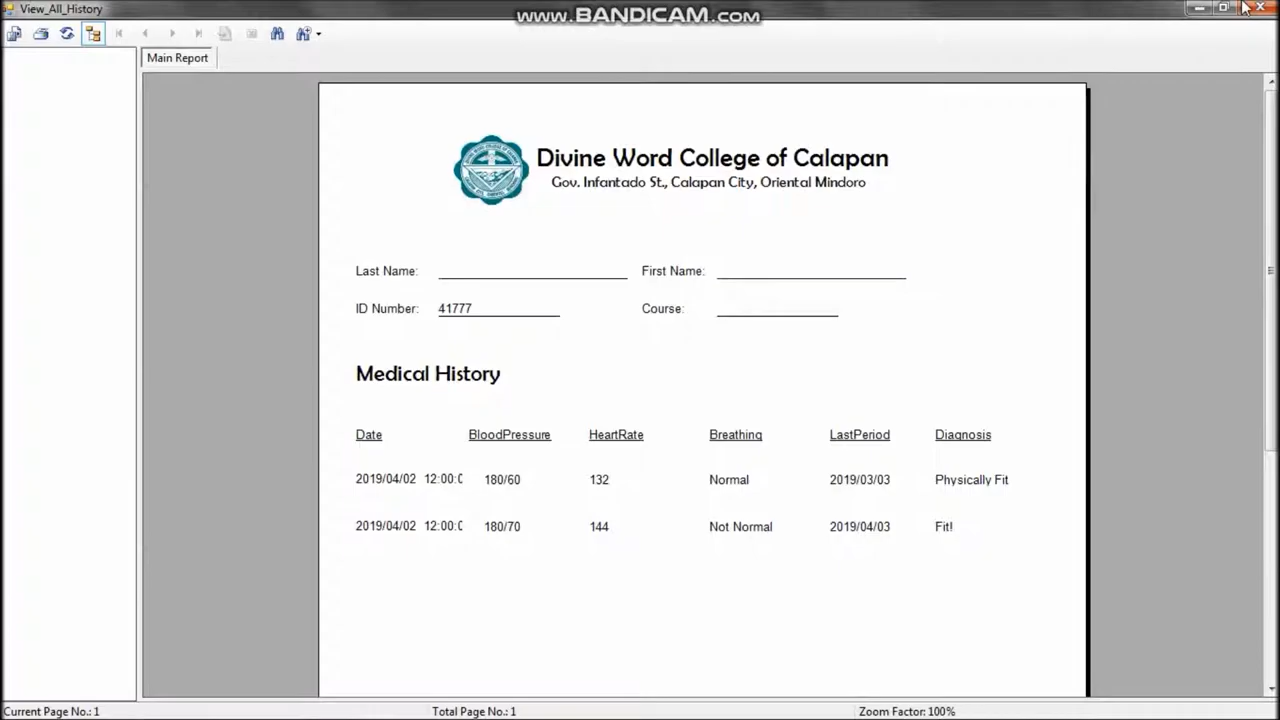 View_All_History
www.BANDICAM.com
Main Report
Divine Word College of Calapan
Gov. Infantado St., Calapan City, Oriental Mindoro
Last Name: First Name:
ID Number: 41777 Course:
Medical History
Date BloodPressure HeartRate Breathing LastPeriod Diagnosis
2019/04/02 12:00:0 180/60 132 Normal 2019/03/03 Physically Fit
2019/04/02 12:00:0 180/70 144 Not Normal 2019/04/03 Fit!
Current Page No.: 1 Total Page No.: 1 Zoom Factor: 100%